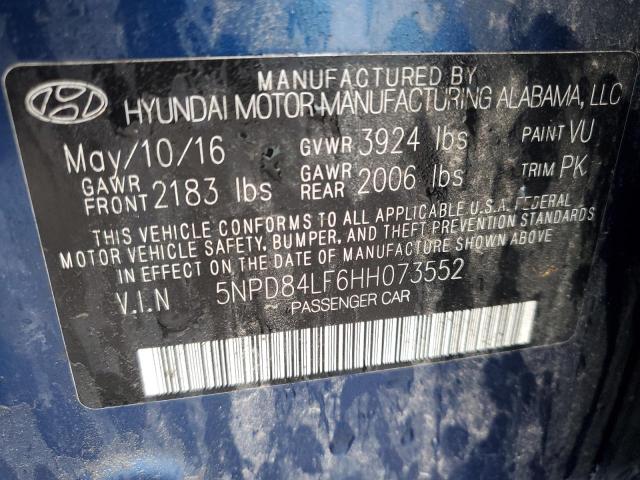 MANUFACTURED BY
HYUNDAI MOTOR MANUFACTURING ALABAMA, LLC
May/10/16 GVWR 3924 lbs PAINT VU
GAWR FRONT 2183 lbs GAWR REAR 2006 lbs TRIM PK
THIS VEHICLE CONFORMS TO ALL APPLICABLE U.S.A. FEDERAL
MOTOR VEHICLE SAFETY, BUMPER, AND THEFT PREVENTION STANDARDS
IN EFFECT ON THE DATE OF MANUFACTURE SHOWN ABOVE
V.I.N 5NPD84LF6HH073552
PASSENGER CAR